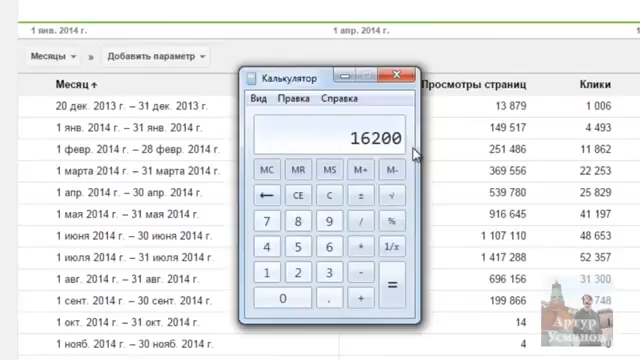 1 янв. 2014 г. 1 апр. 2014 г.
Месяцы » Добавить параметр
Месяц Просмотры страниц Клики
20 дек. 2013 г. – 31 дек. 2013 г. 13 879 1 006
1 янв. 2014 г. – 31 янв. 2014 г. 149 517 4 493
1 февр. 2014 г. – 28 февр. 2014 г. 251 486 11 862
1 марта 2014 г. – 31 марта 2014 г. 369 556 22 253
1 апр. 2014 г. – 30 апр. 2014 г. 539 780 25 829
1 мая 2014 г. – 31 мая 2014 г. 916 645 41 197
1 июня 2014 г. – 30 июня 2014 г. 1 107 110 48 653
1 июля 2014 г. – 31 июля 2014 г. 1 417 288 52 357
1 авг. 2014 г. – 31 авг. 2014 г. 696 156 31 300
1 сент. 2014 г. – 30 сент. 2014 г. 199 866
1 окт. 2014 г. – 31 окт. 2014 г. 14
1 нояб. 2014 г. – 30 нояб. 2014 г. 4 0
Калькулятор
Вид Правка Справка
16200
MC MR MS M+ M-
← CE C ± √
7 8 9 / %
4 5 6 * 1/x
1 2 3 - =
0 . +
Артур
Усманов